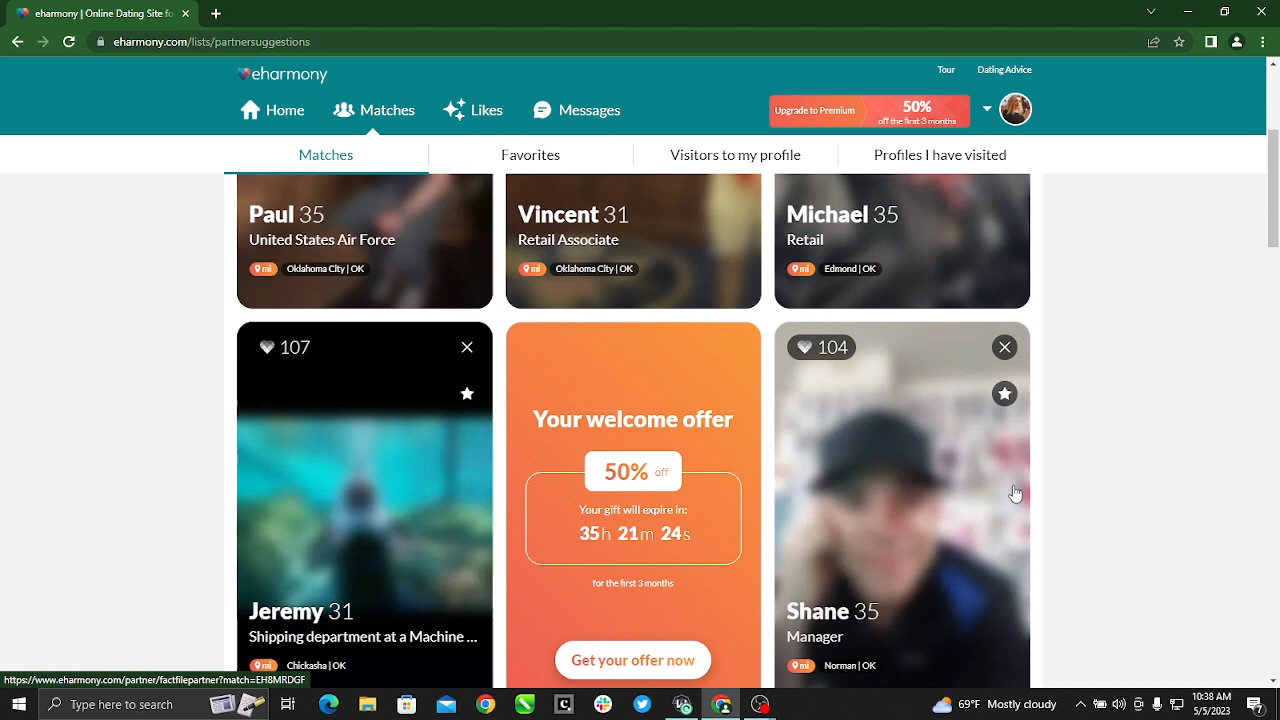 eharmony | Online Dating Site fo
eharmony.com/lists/partnersuggestions
eharmony
Tour
Dating Advice
Home
Matches
Likes
Messages
Upgrade to Premium
50%
off the first 3 months
Matches
Favorites
Visitors to my profile
Profiles I have visited
Paul 35
United States Air Force
mi
Oklahoma City | OK
Vincent 31
Retail Associate
mi
Oklahoma City | OK
Michael 35
Retail
mi
Edmond | OK
107
Jeremy 31
Shipping department at a Machine ...
mi
Chickasha | OK
Your welcome offer
50% off
Your gift will expire in:
35h 21m 24s
for the first 3 months
Get your offer now
104
Shane 35
Manager
mi
Norman | OK
https://www.eharmony.com/partner/factfilepartner?match=EH8MRDGF
Type here to search
69°F Mostly cloudy
10:38 AM
5/5/2023
7